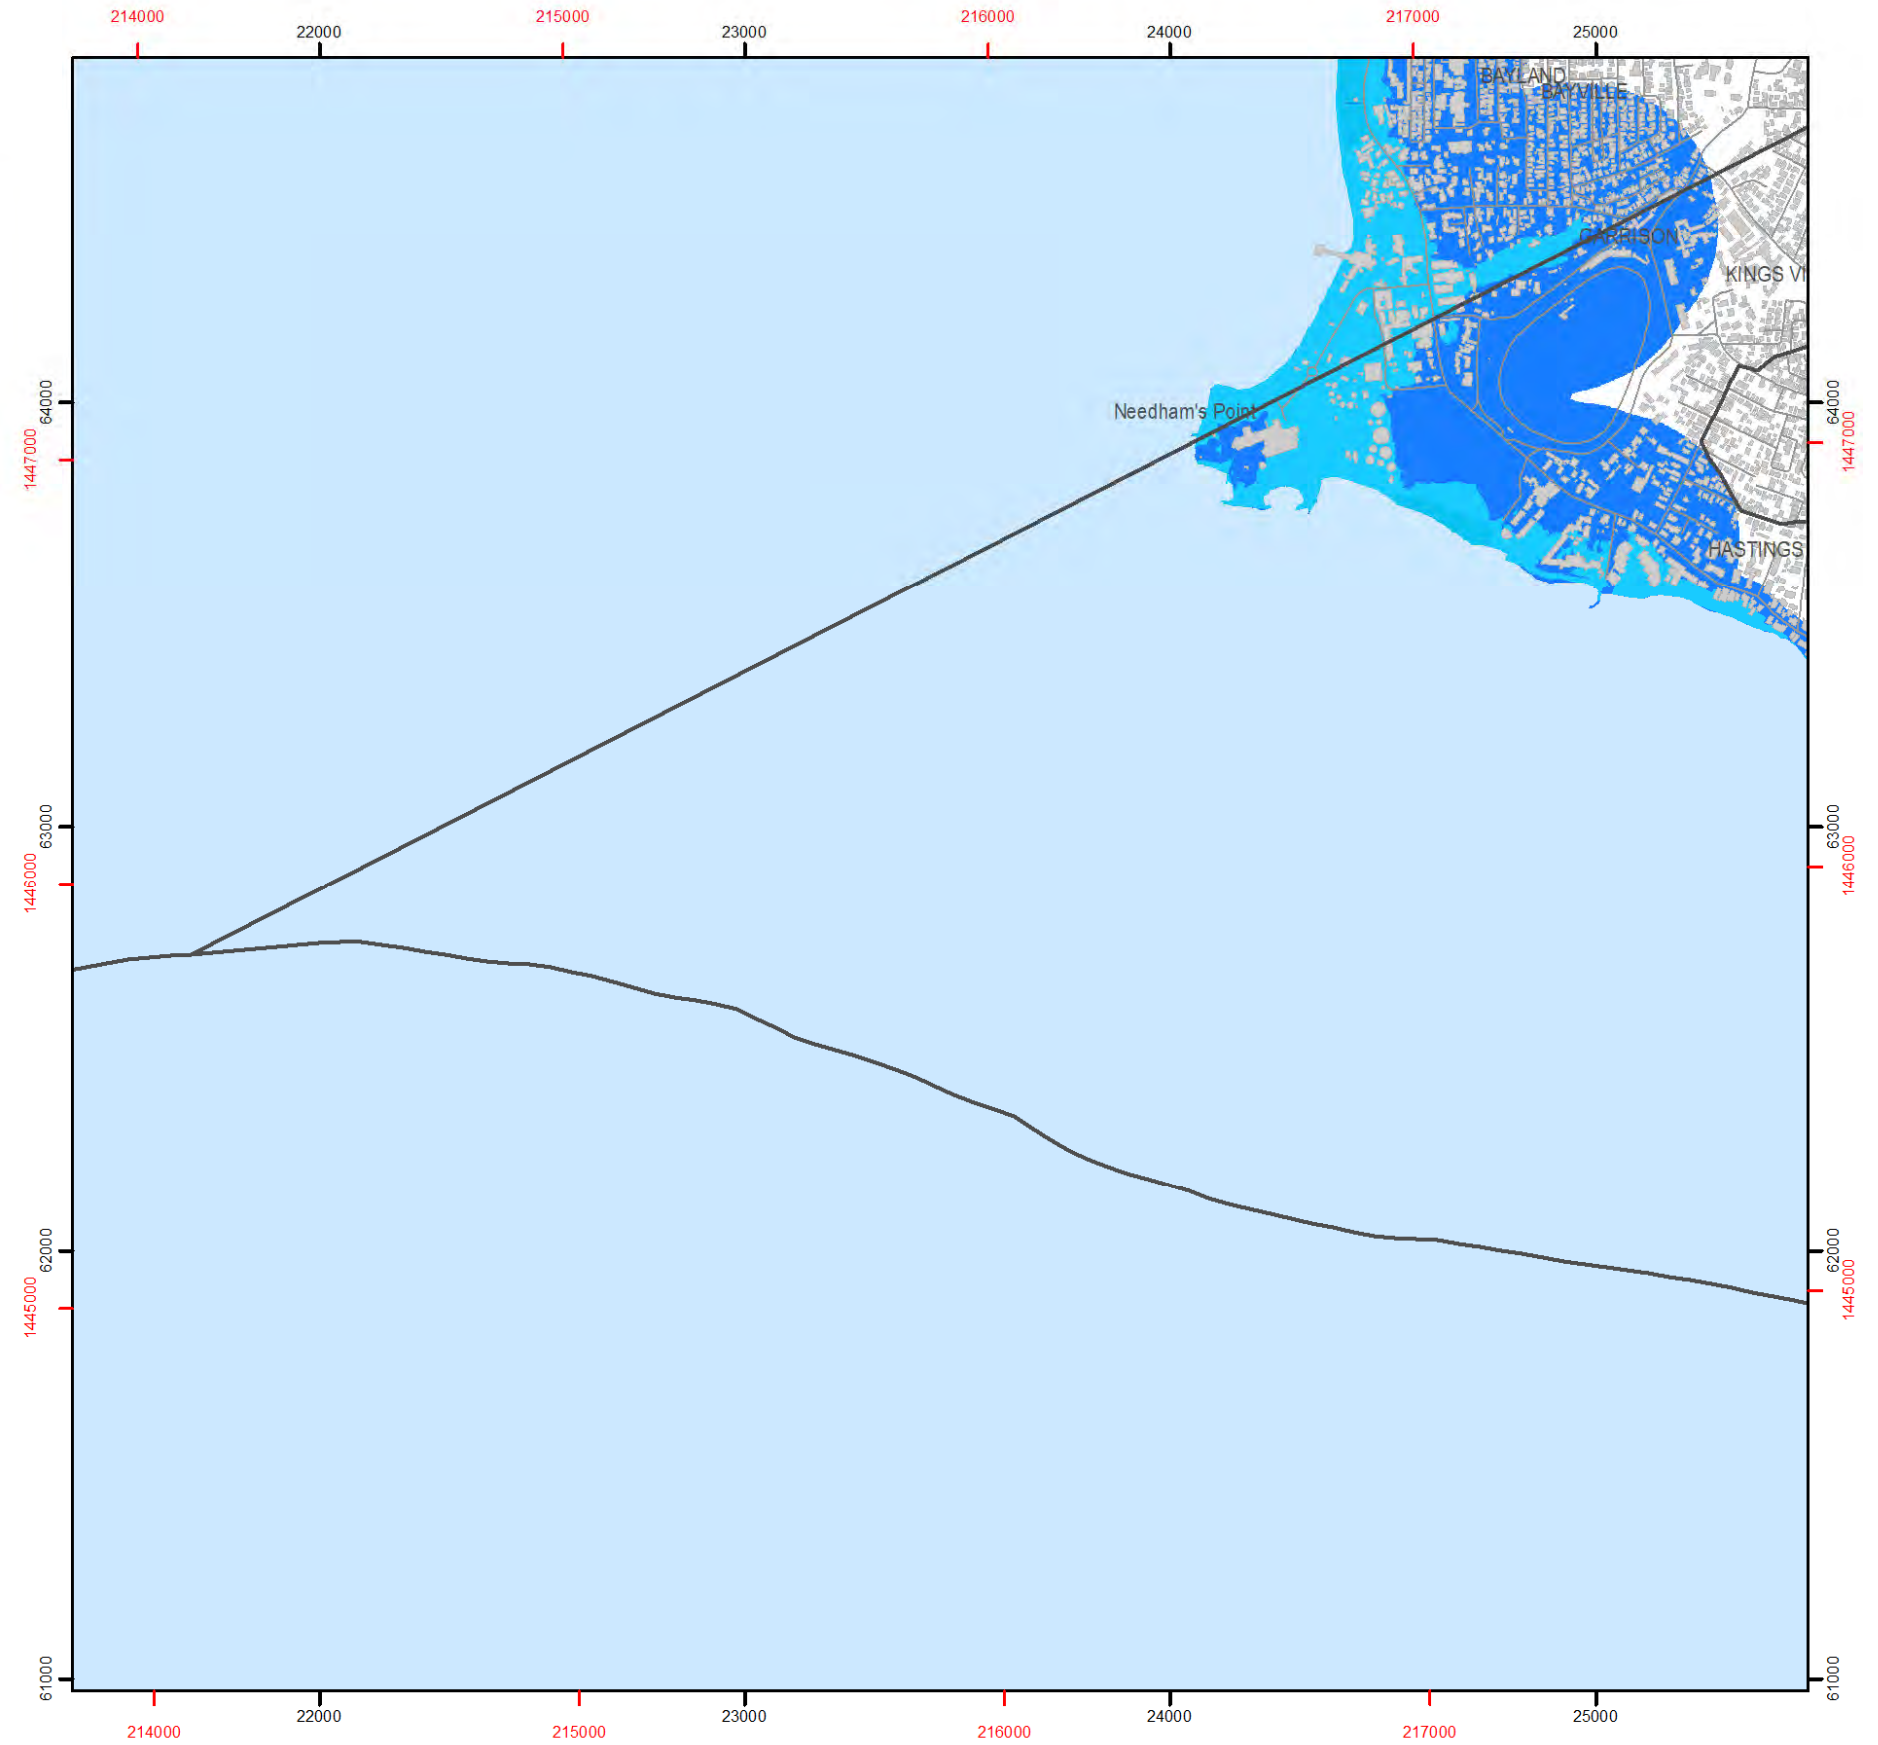 214000 215000 216000 217000
22000 23000 24000 25000
BAYLAND
BAYVILLE
GARRISON
KINGS VI
64000 64000
Needham's Point
1447000 1447000
HASTINGS
63000 63000
1446000 1446000
62000 62000
1445000 1445000
61000 61000
22000 23000 24000 25000
214000 215000 216000 217000